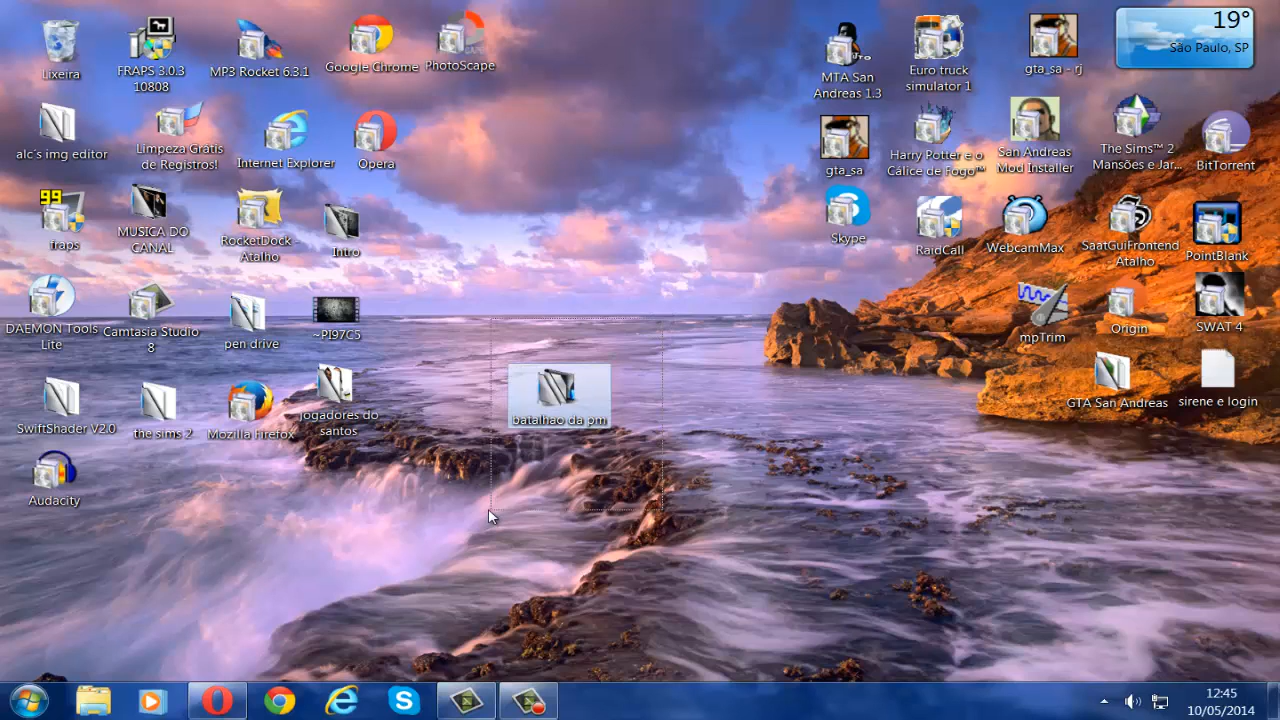 Lixeira
FRAPS 3.0.3
10808
MP3 Rocket 6.3.1
Google Chrome
PhotoScape
MTA San
Andreas 1.3
Euro truck
simulator 1
gta_sa - rj
19°
São Paulo, SP
alc's img editor
Limpeza Grátis
de Registros!
Internet Explorer
Opera
gta_sa
Harry Potter e o
Cálice de Fogo™
San Andreas
Mod Installer
The Sims™ 2
Mansões e Jar...
BitTorrent
99
fraps
MUSICA DO
CANAL
RocketDock -
Atalho
Intro
Skype
RaidCall
WebcamMax
SaatGuiFrontend
- Atalho
PointBlank
DAEMON Tools
Lite
Camtasia Studio
8
pen drive
~PI97C5
mpTrim
Origin
SWAT 4
SwiftShader V2.0
the sims 2
Mozilla Firefox
jogadores do
santos
batalhao da pm
GTA San Andreas
sirene e login
Audacity
12:45
10/05/2014